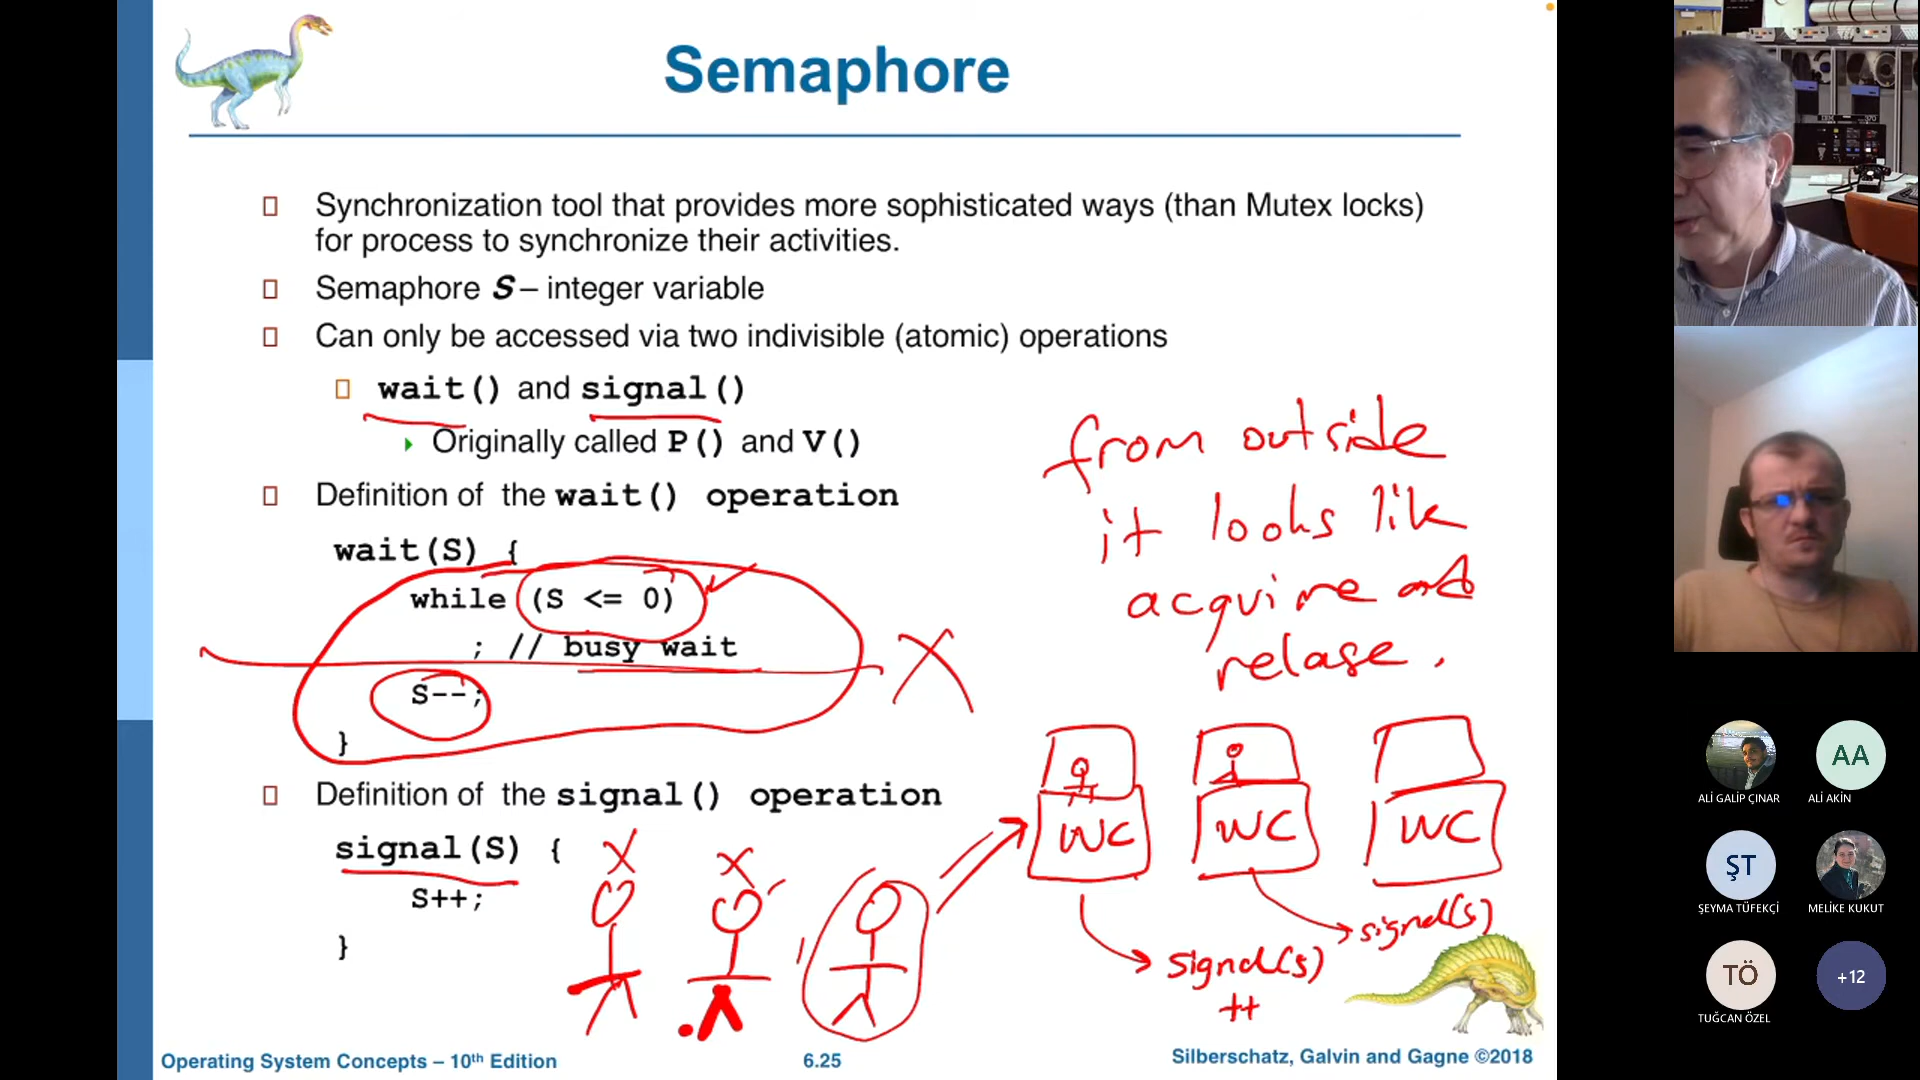 Semaphore
Synchronization tool that provides more sophisticated ways (than Mutex locks)
for process to synchronize their activities.
Semaphore S – integer variable
Can only be accessed via two indivisible (atomic) operations
wait() and signal()
Originally called P() and V()
Definition of the wait() operation
wait(S) {
while (S <= 0)
; // busy wait
S--;
}
Definition of the signal() operation
signal(S) {
S++;
}
from outside
it looks like
acquire and
relase.
WC
WC
WC
signal(s)
signal(s)
++
Operating System Concepts – 10th Edition
6.25
Silberschatz, Galvin and Gagne ©2018
ALİ GALİP ÇINAR
AA
ALİ AKİN
ŞT
ŞEYMA TÜFEKÇİ
MELİKE KUKUT
TÖ
TUĞCAN ÖZEL
+12